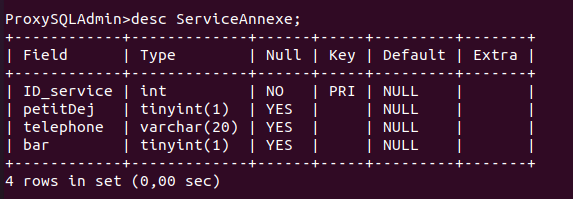 ProxySQLAdmin>desc ServiceAnnexe;
+------------+-------------+------+-----+---------+-------+
| Field      | Type        | Null | Key | Default | Extra |
+------------+-------------+------+-----+---------+-------+
| ID_service | int         | NO   | PRI | NULL    |       |
| petitDej   | tinyint(1)  | YES  |     | NULL    |       |
| telephone  | varchar(20) | YES  |     | NULL    |       |
| bar        | tinyint(1)  | YES  |     | NULL    |       |
+------------+-------------+------+-----+---------+-------+
4 rows in set (0,00 sec)